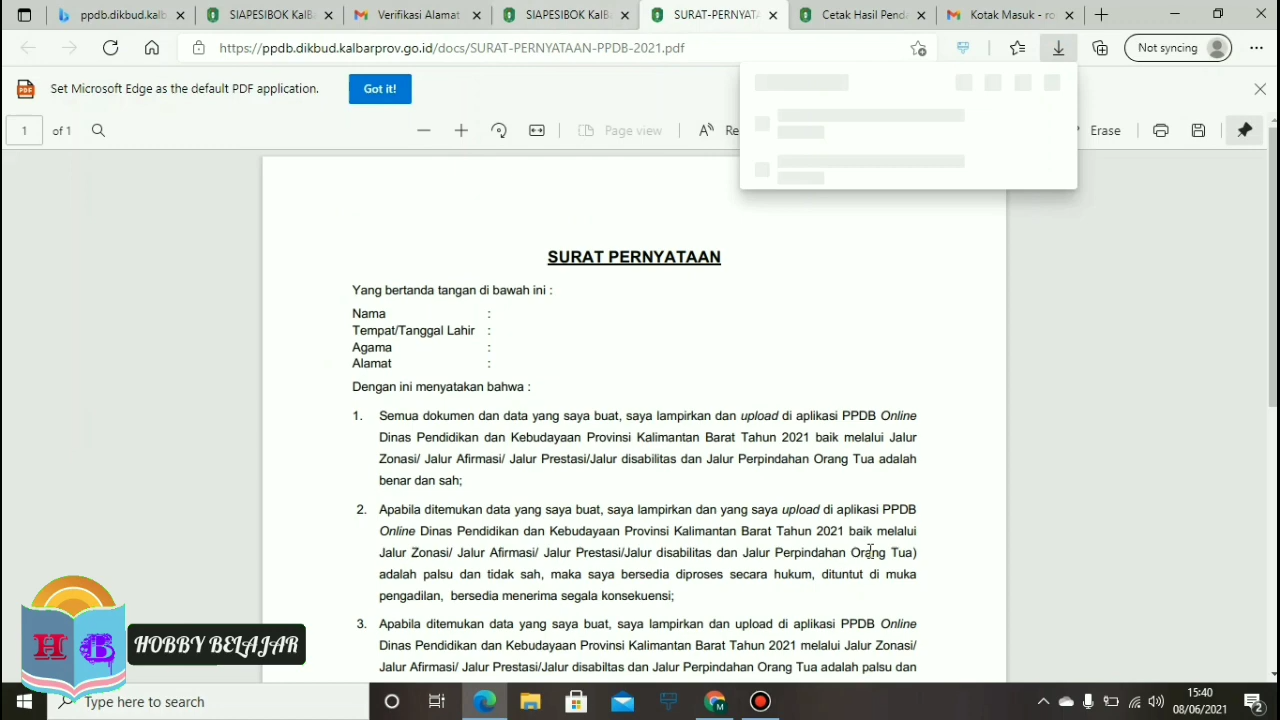 ppdb.dikbud.kalb
SIAPESIBOK KalBa
Verifikasi Alamat
SIAPESIBOK KalBa
SURAT-PERNYATA
Cetak Hasil Penda
Kotak Masuk - ro
https://ppdb.dikbud.kalbarprov.go.id/docs/SURAT-PERNYATAAN-PPDB-2021.pdf
Not syncing
PDF
Set Microsoft Edge as the default PDF application.
Got it!
1 of 1
Page view
Re
Erase
SURAT PERNYATAAN
Yang bertanda tangan di bawah ini :
Nama :
Tempat/Tanggal Lahir :
Agama :
Alamat :
Dengan ini menyatakan bahwa :
1. Semua dokumen dan data yang saya buat, saya lampirkan dan upload di aplikasi PPDB Online
Dinas Pendidikan dan Kebudayaan Provinsi Kalimantan Barat Tahun 2021 baik melalui Jalur
Zonasi/ Jalur Afirmasi/ Jalur Prestasi/Jalur disabilitas dan Jalur Perpindahan Orang Tua adalah
benar dan sah;
2. Apabila ditemukan data yang saya buat, saya lampirkan dan yang saya upload di aplikasi PPDB
Online Dinas Pendidikan dan Kebudayaan Provinsi Kalimantan Barat Tahun 2021 baik melalui
Jalur Zonasi/ Jalur Afirmasi/ Jalur Prestasi/Jalur disabilitas dan Jalur Perpindahan Orang Tua)
adalah palsu dan tidak sah, maka saya bersedia diproses secara hukum, dituntut di muka
pengadilan, bersedia menerima segala konsekuensi;
3. Apabila ditemukan data yang saya buat, saya lampirkan dan upload di aplikasi PPDB Online
Dinas Pendidikan dan Kebudayaan Provinsi Kalimantan Barat Tahun 2021 melalui Jalur Zonasi/
Jalur Afirmasi/ Jalur Prestasi/Jalur disabiltas dan Jalur Perpindahan Orang Tua adalah palsu dan
H B
HOBBY BELAJAR
Type here to search
M
15:40
08/06/2021
2